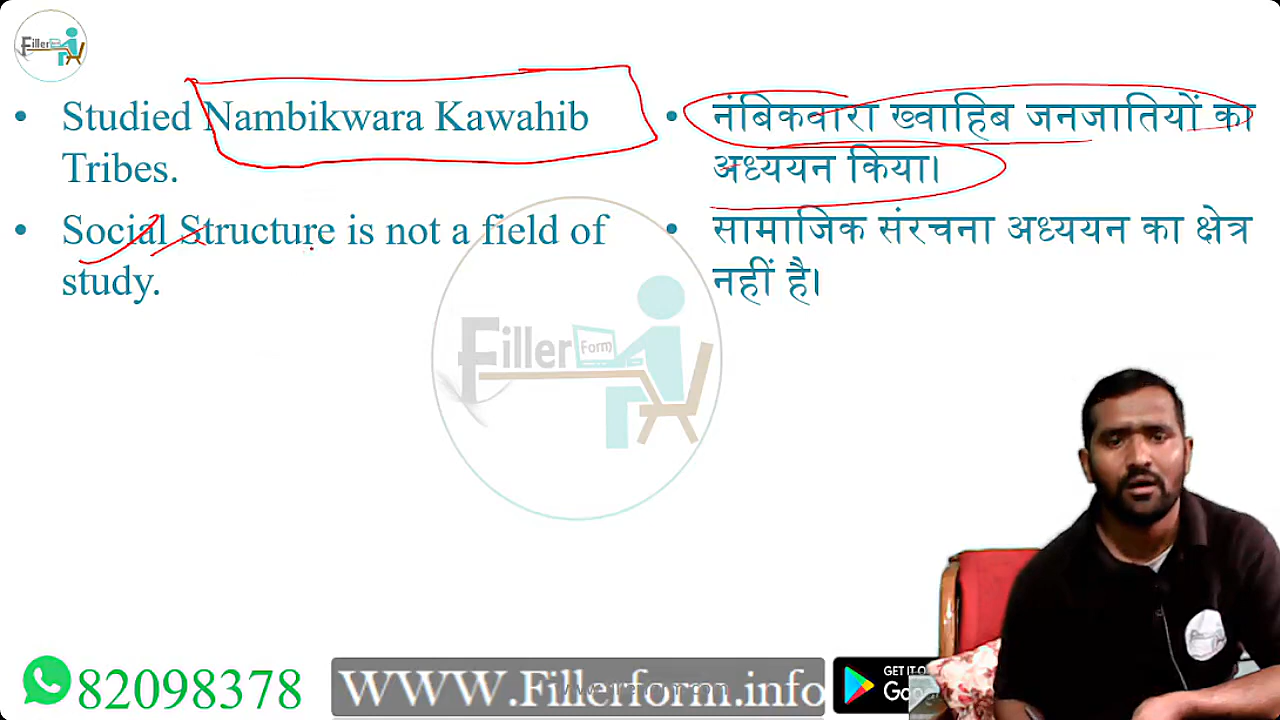 Filler
• Studied Nambikwara Kawahib
Tribes.
• Social Structure is not a field of
study.
• नंबिकवारा ख्वाहिब जनजातियों का
अध्ययन किया।
• सामाजिक संरचना अध्ययन का क्षेत्र
नहीं है।
Filler Form
82098378
WWW.Fillerform.info
GET IT O
Goo